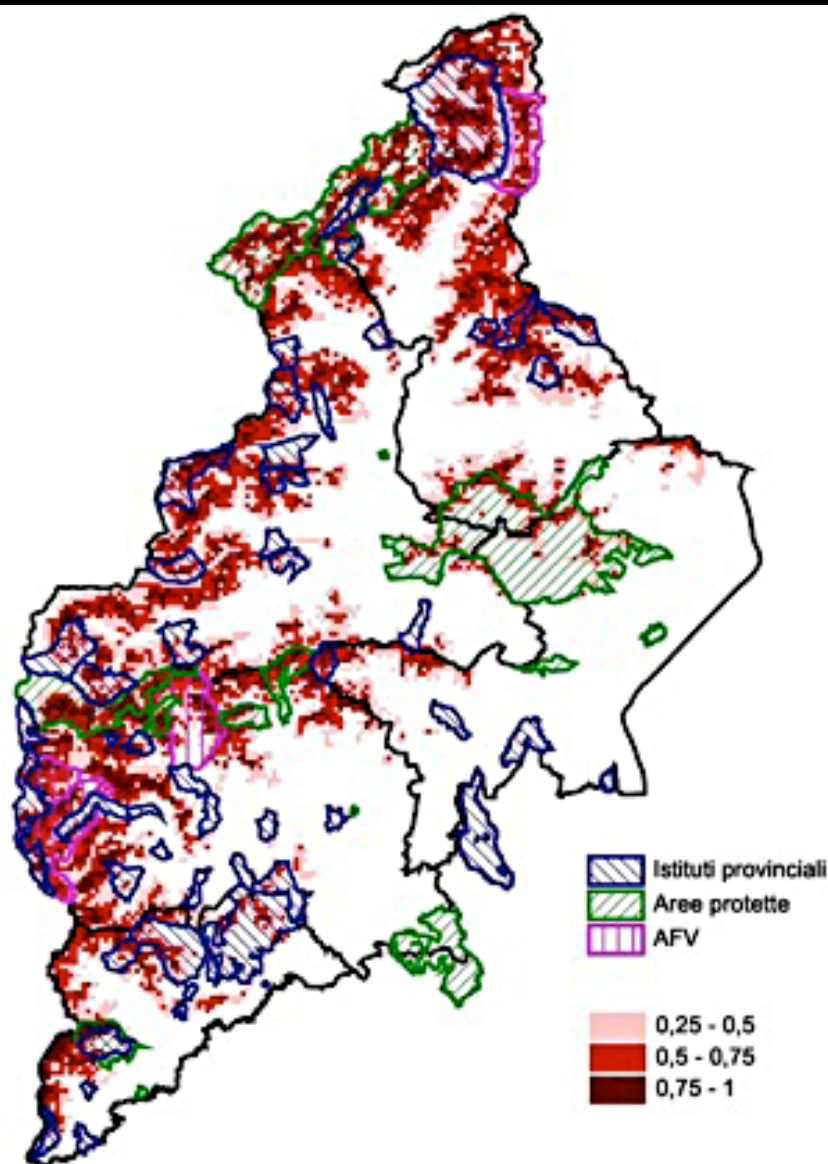 Istituti provinciali
Aree protette
AFV
0,25 - 0,5
0,5 - 0,75
0,75 - 1